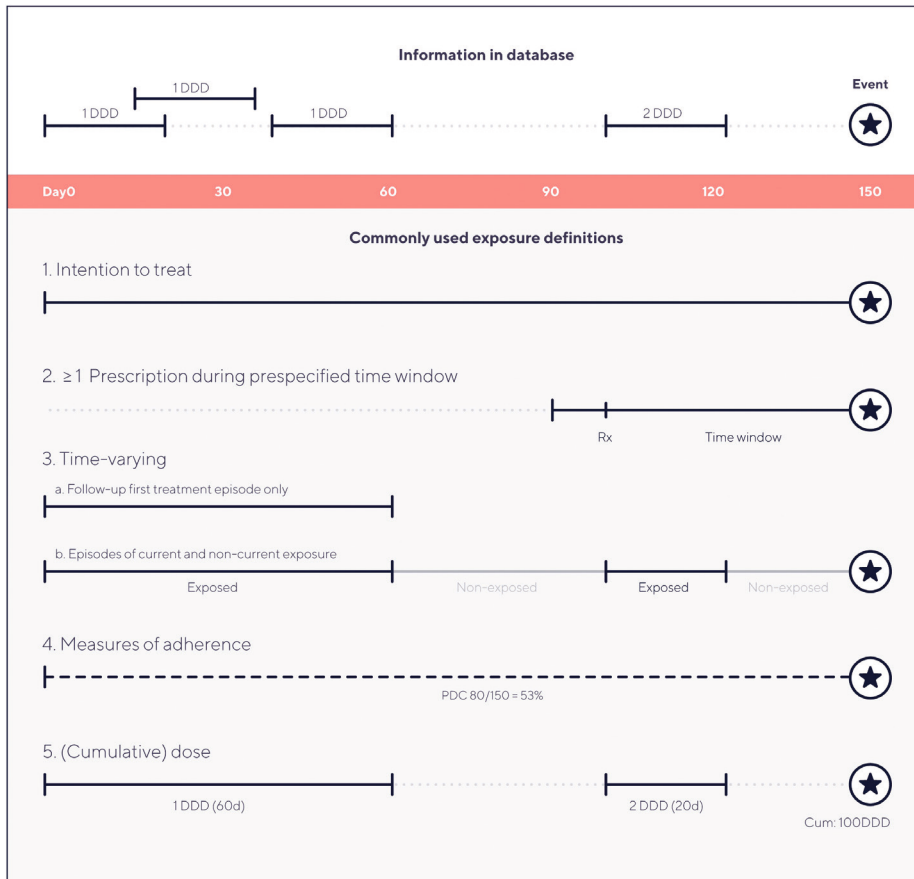 Information in database
1 DDD
Event
1 DDD
1 DDD
2 DDD
Day0 30 60 90 120 150
Commonly used exposure definitions
1. Intention to treat
2. ≥ 1 Prescription during prespecified time window
Rx Time window
3. Time-varying
a. Follow-up first treatment episode only
b. Episodes of current and non-current exposure
Exposed Non-exposed Exposed Non-exposed
4. Measures of adherence
PDC 80/150 = 53%
5. (Cumulative) dose
1 DDD (60d) 2 DDD (20d)
Cum: 100DDD